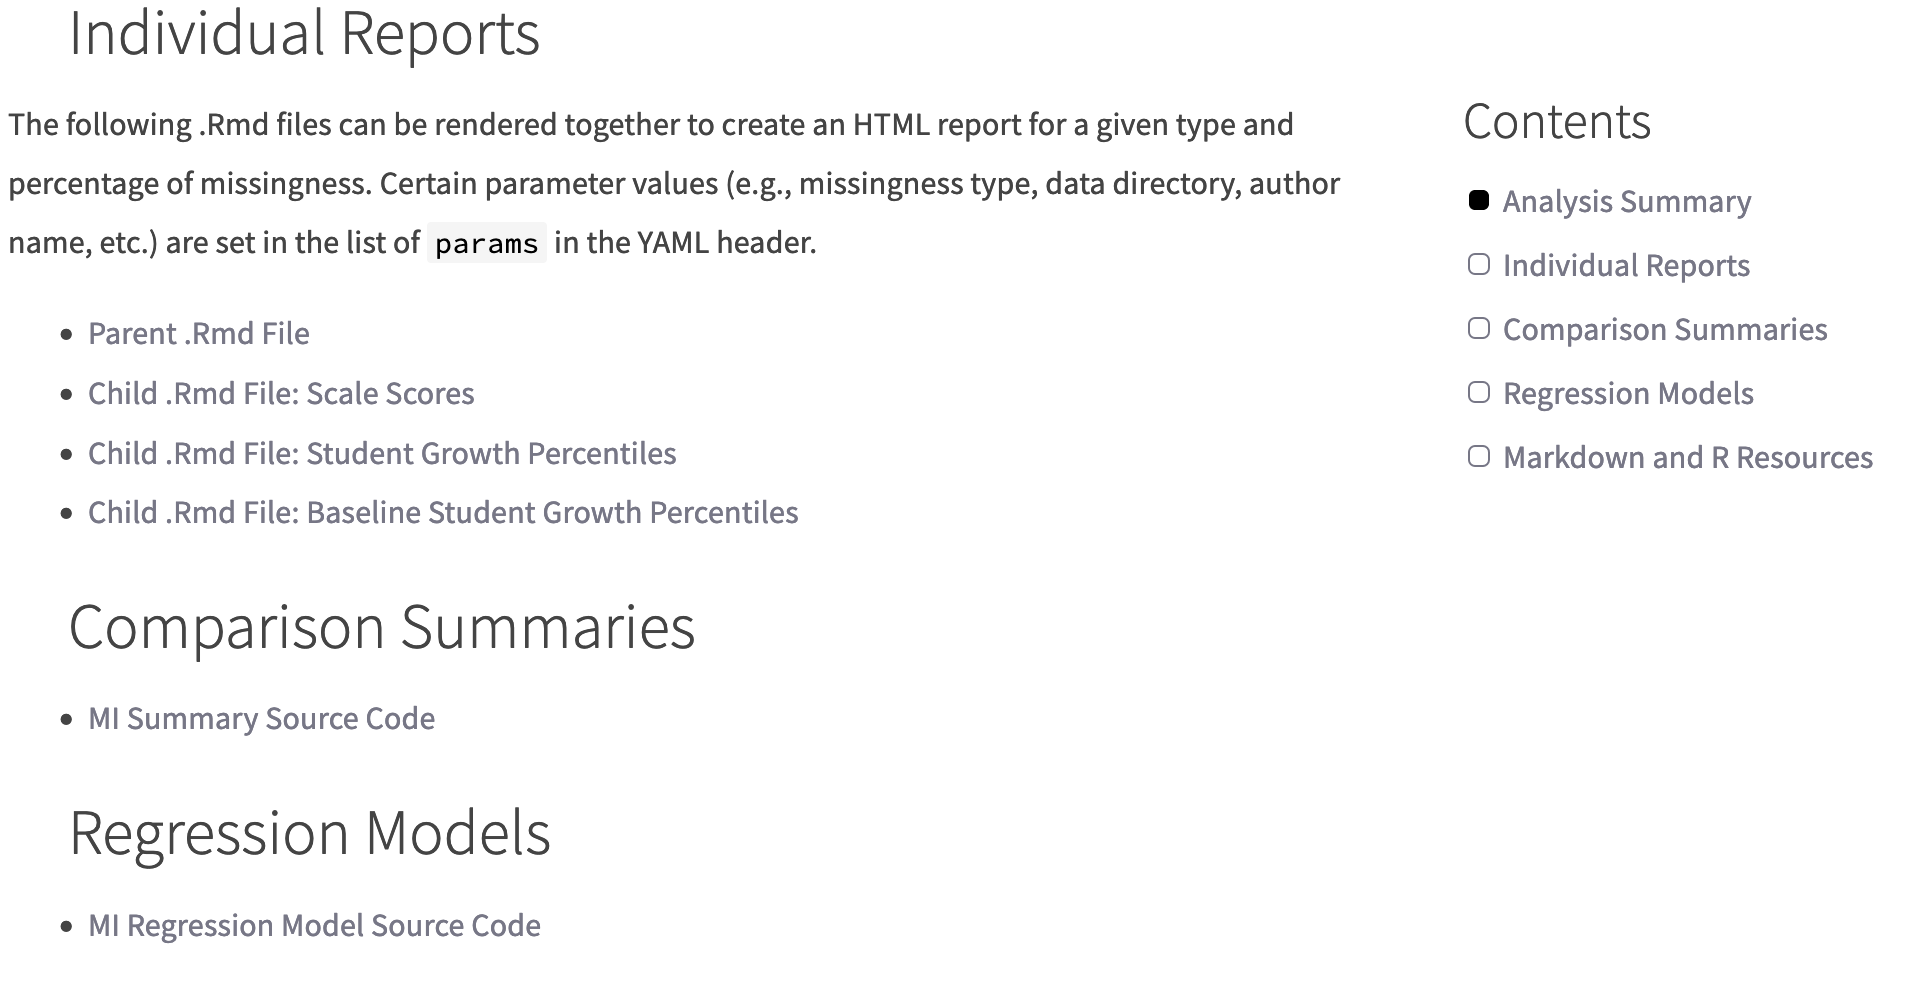 Individual Reports
The following .Rmd files can be rendered together to create an HTML report for a given type and
percentage of missingness. Certain parameter values (e.g., missingness type, data directory, author
name, etc.) are set in the list of params in the YAML header.
Parent .Rmd File
Child .Rmd File: Scale Scores
Child .Rmd File: Student Growth Percentiles
Child .Rmd File: Baseline Student Growth Percentiles
Comparison Summaries
MI Summary Source Code
Regression Models
MI Regression Model Source Code
Contents
Analysis Summary
Individual Reports
Comparison Summaries
Regression Models
Markdown and R Resources